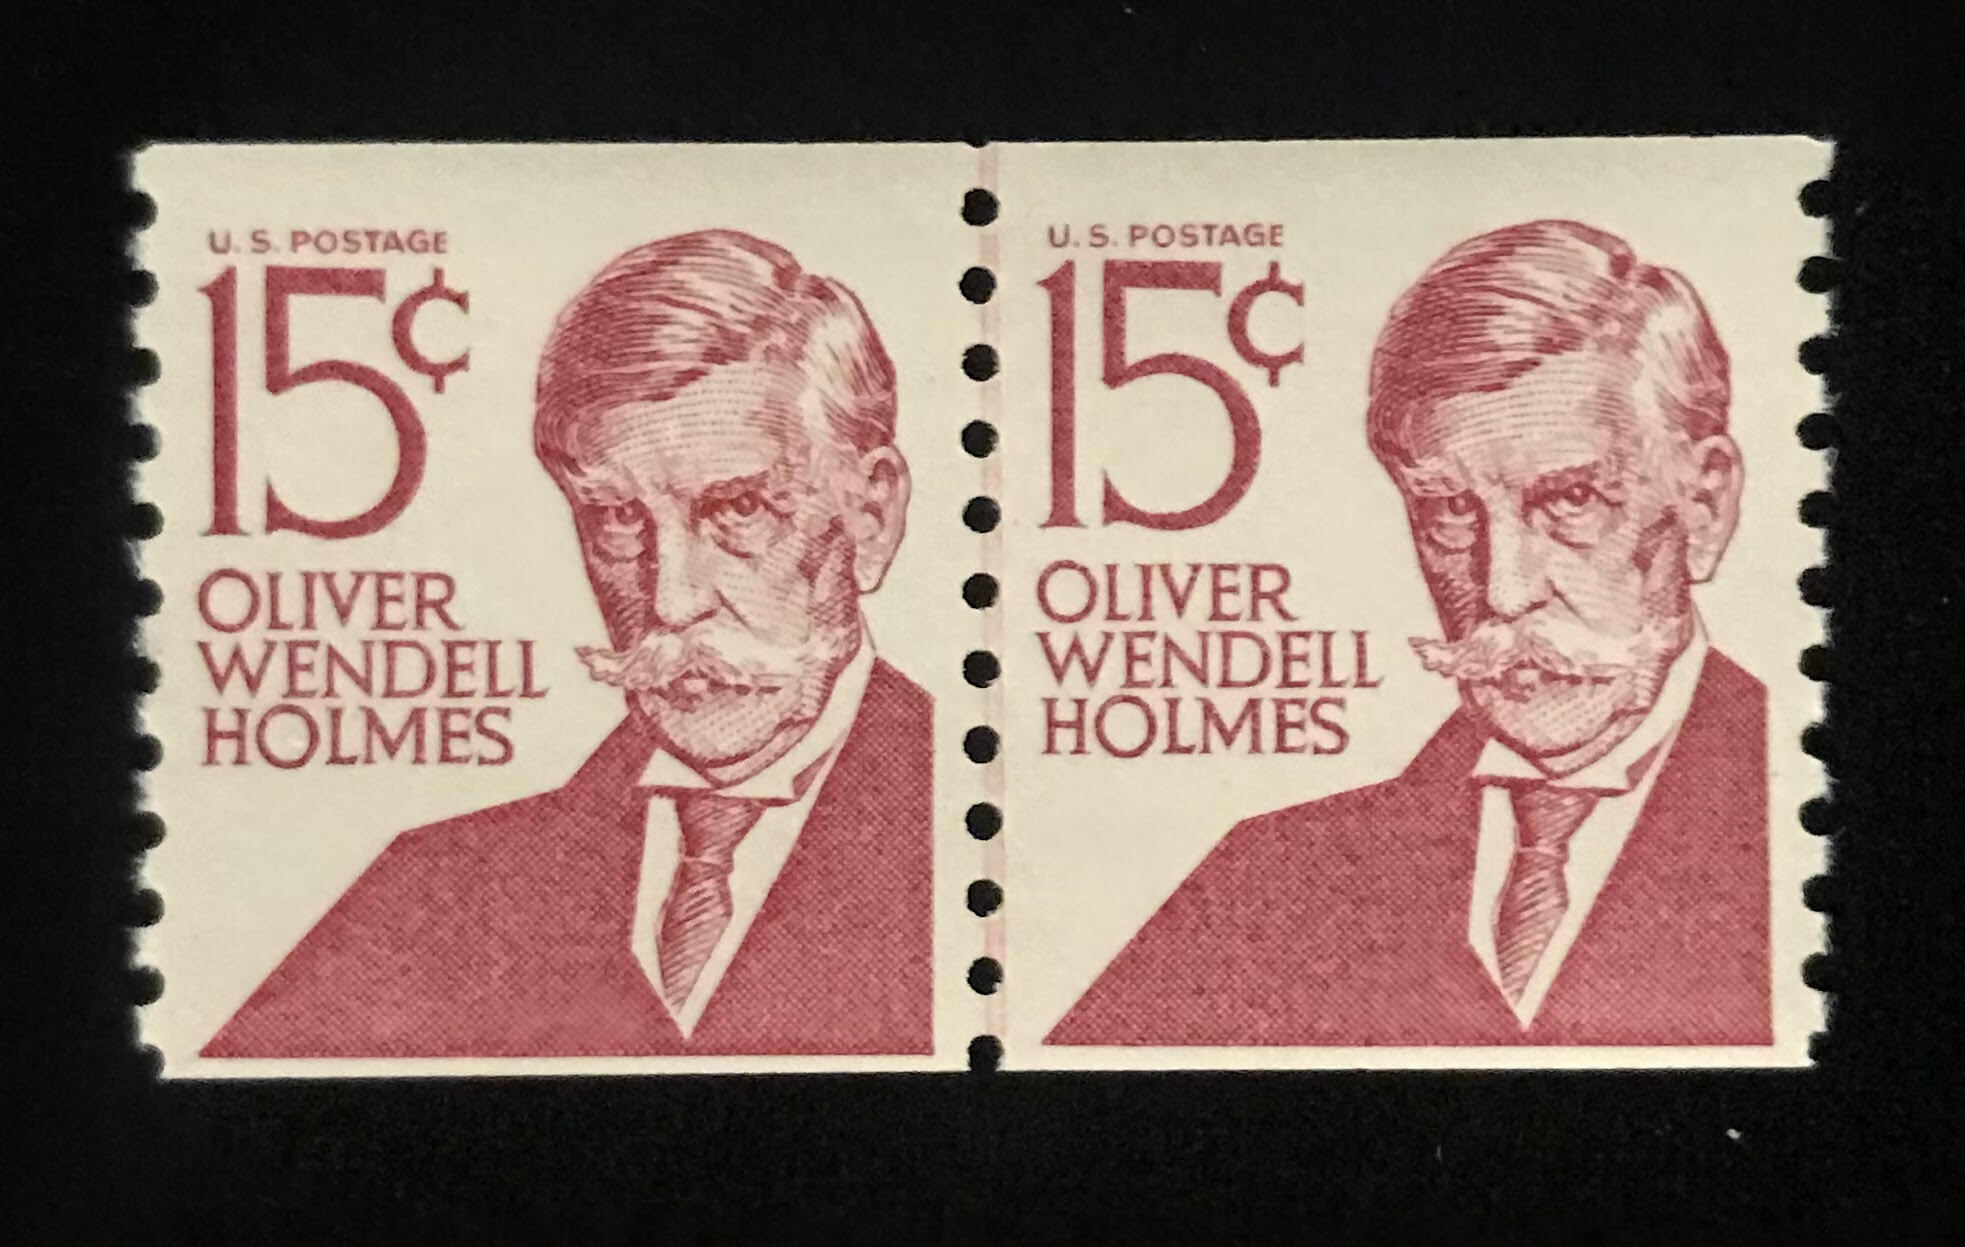 U.S. POSTAGE
15¢
OLIVER
WENDELL
HOLMES
U.S. POSTAGE
15¢
OLIVER
WENDELL
HOLMES